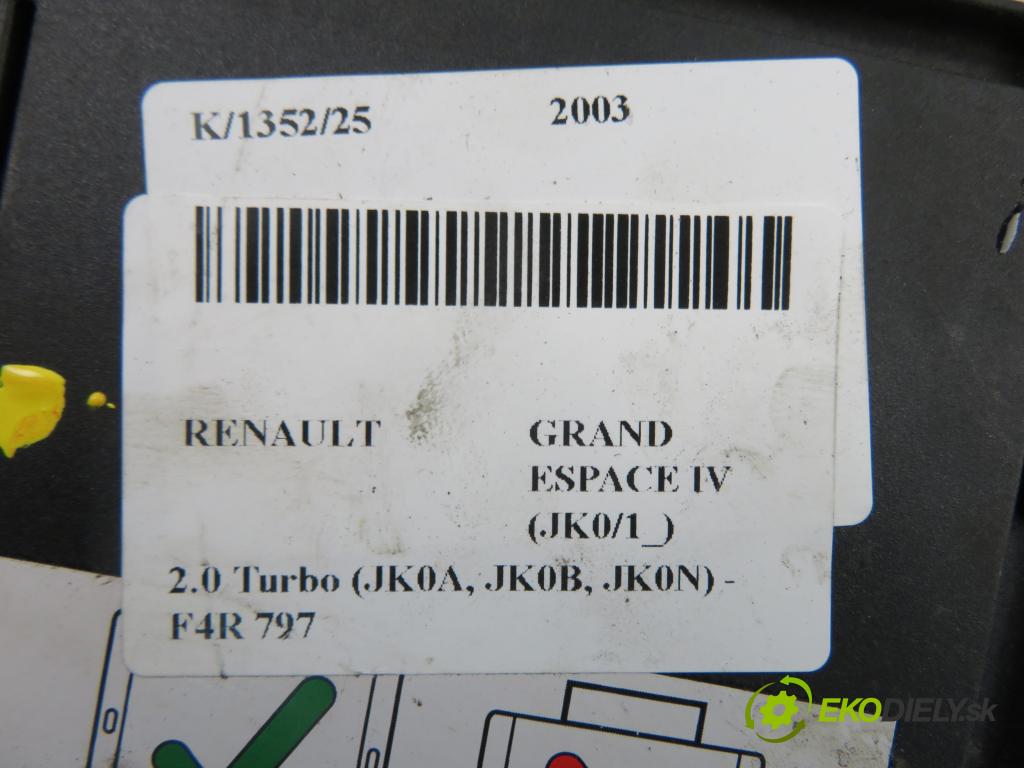 K/1352/25 2003
RENAULT GRAND
ESPACE IV
(JK0/1_)
2.0 Turbo (JK0A, JK0B, JK0N) -
F4R 797
EKODIELY.sk